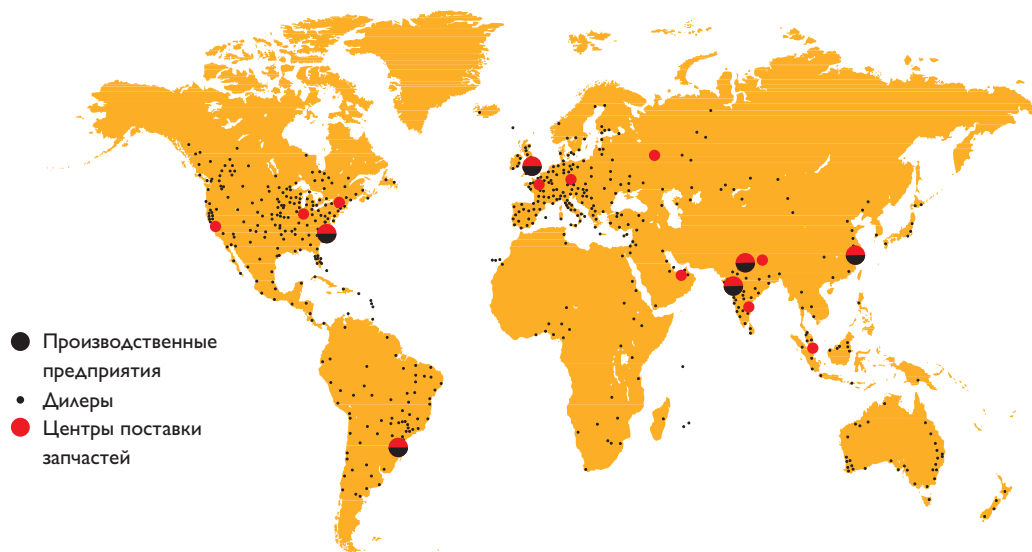 Производственные
предприятия
Дилеры
Центры поставки
запчастей